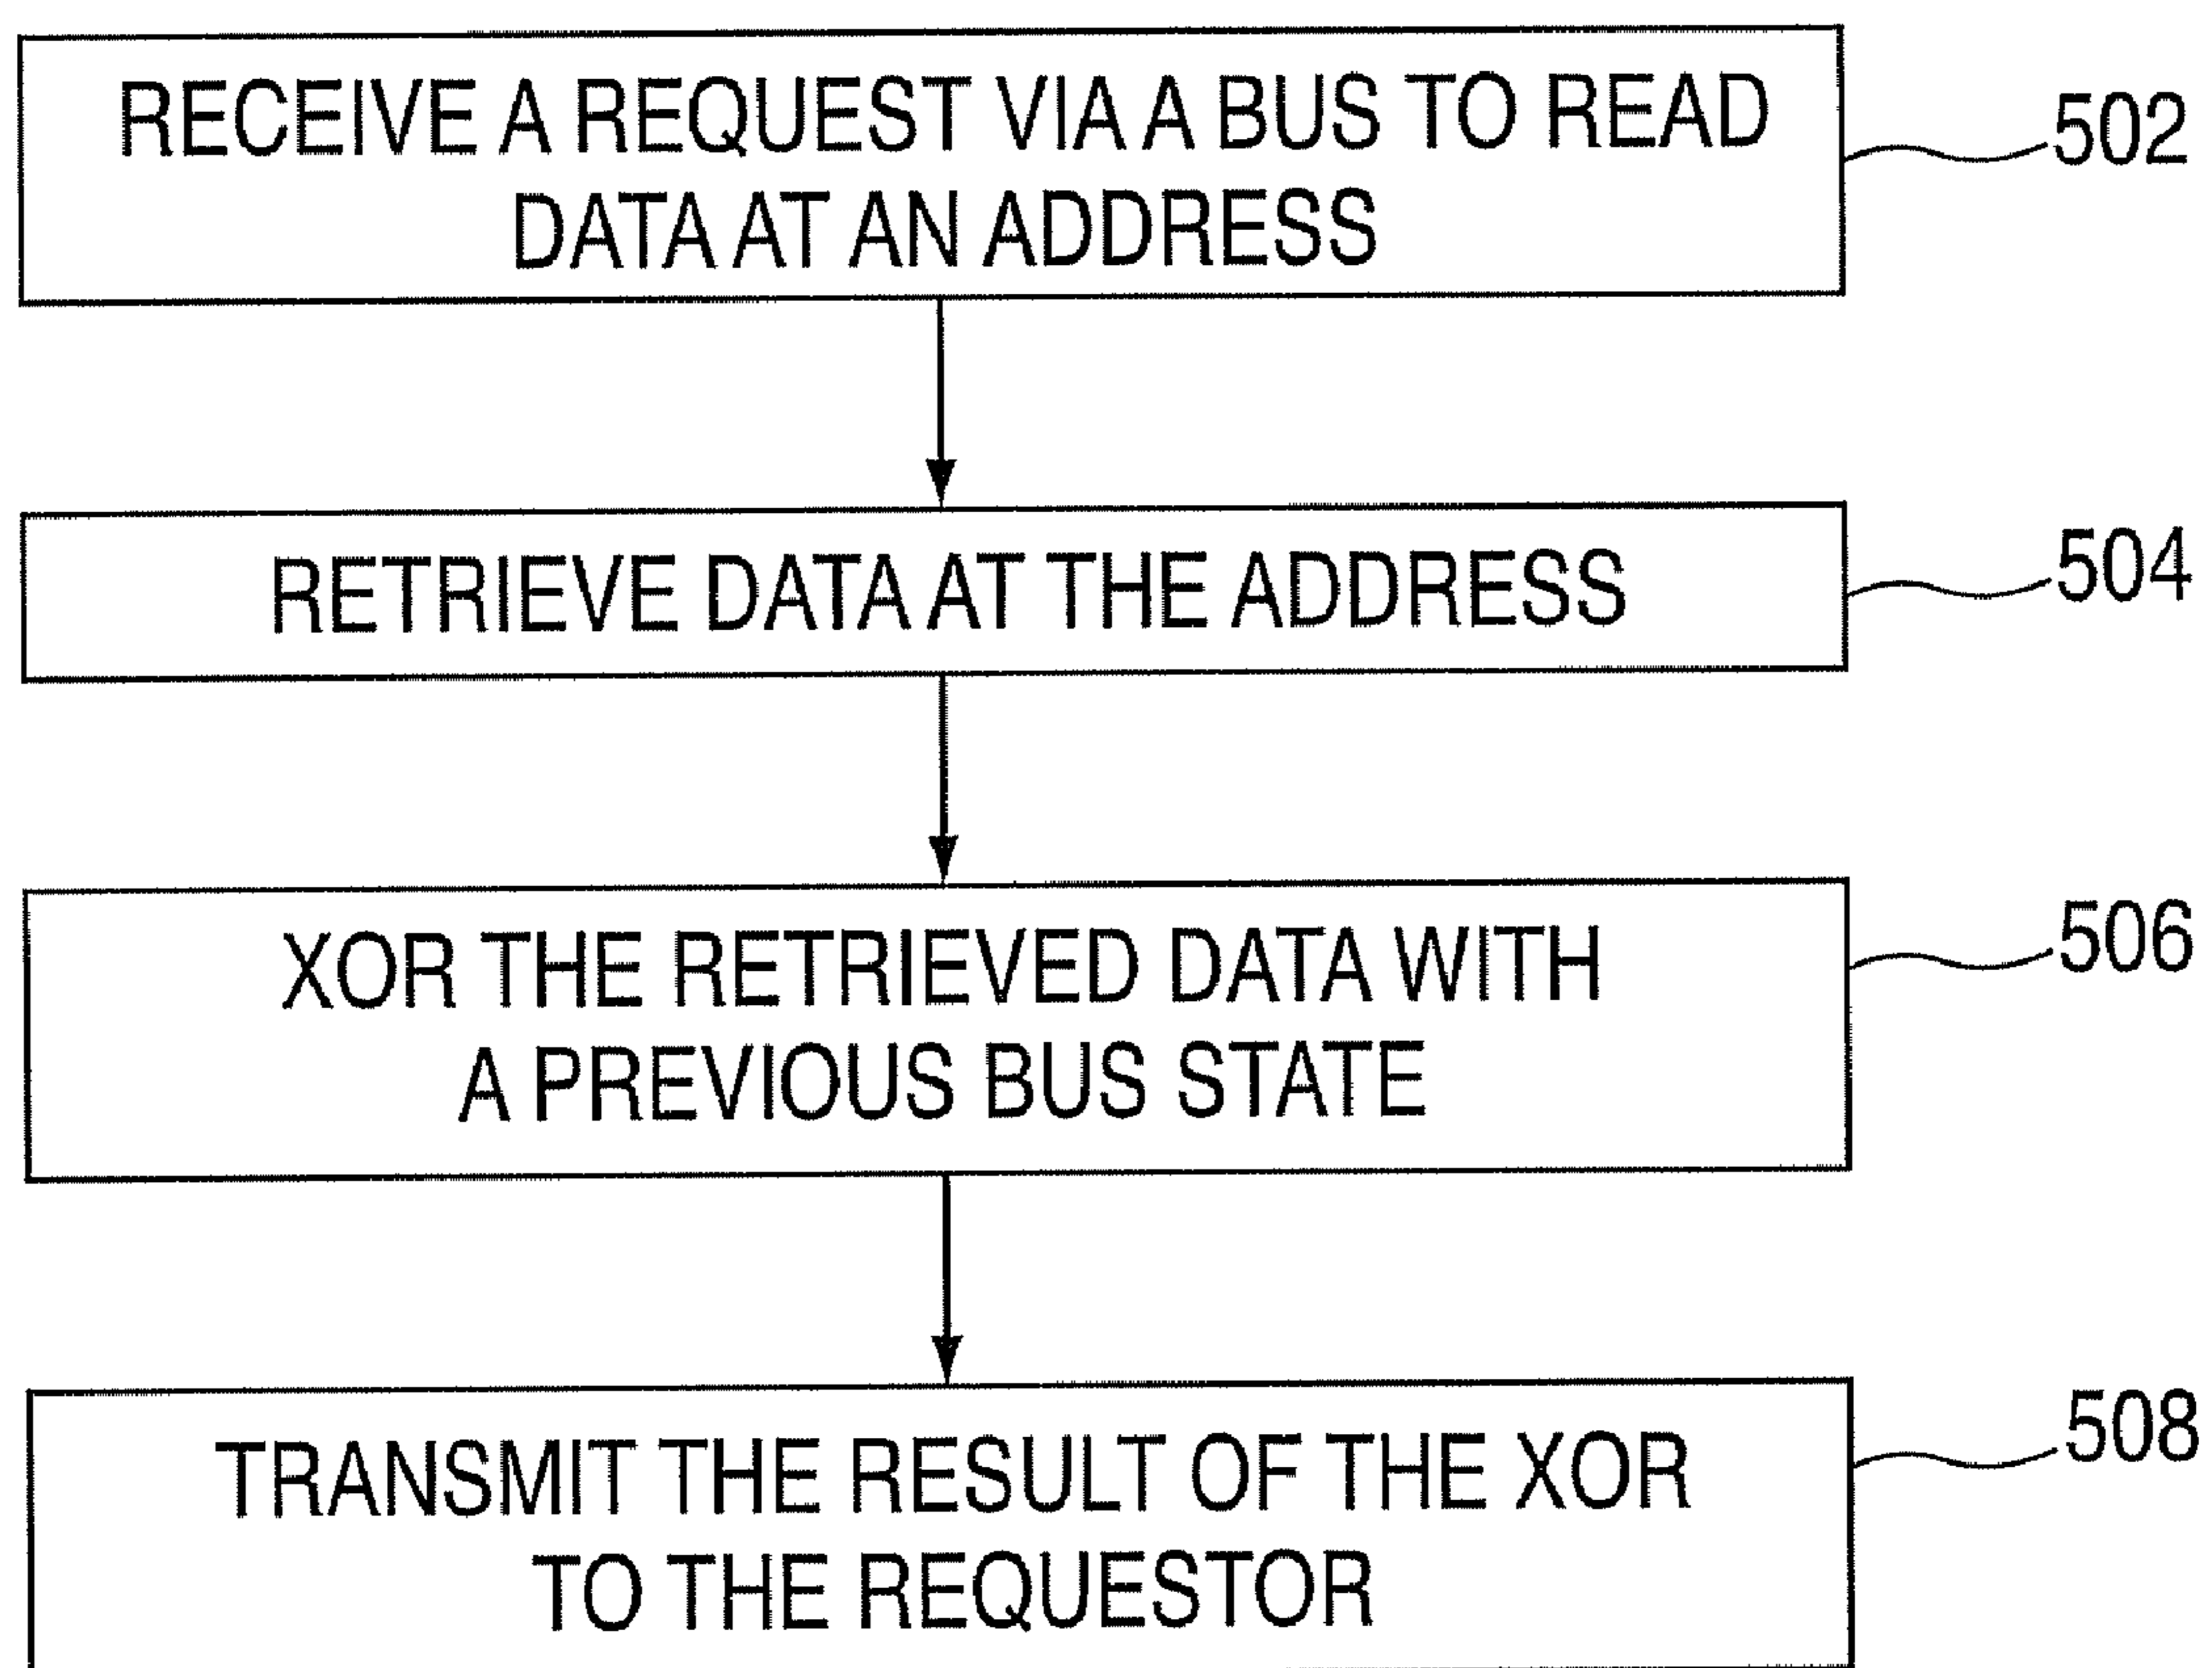 RECEIVE A REQUEST VIA A BUS TO READ
DATA AT AN ADDRESS
502
RETRIEVE DATA AT THE ADDRESS
504
XOR THE RETRIEVED DATA WITH
A PREVIOUS BUS STATE
506
TRANSMIT THE RESULT OF THE XOR
TO THE REQUESTOR
508